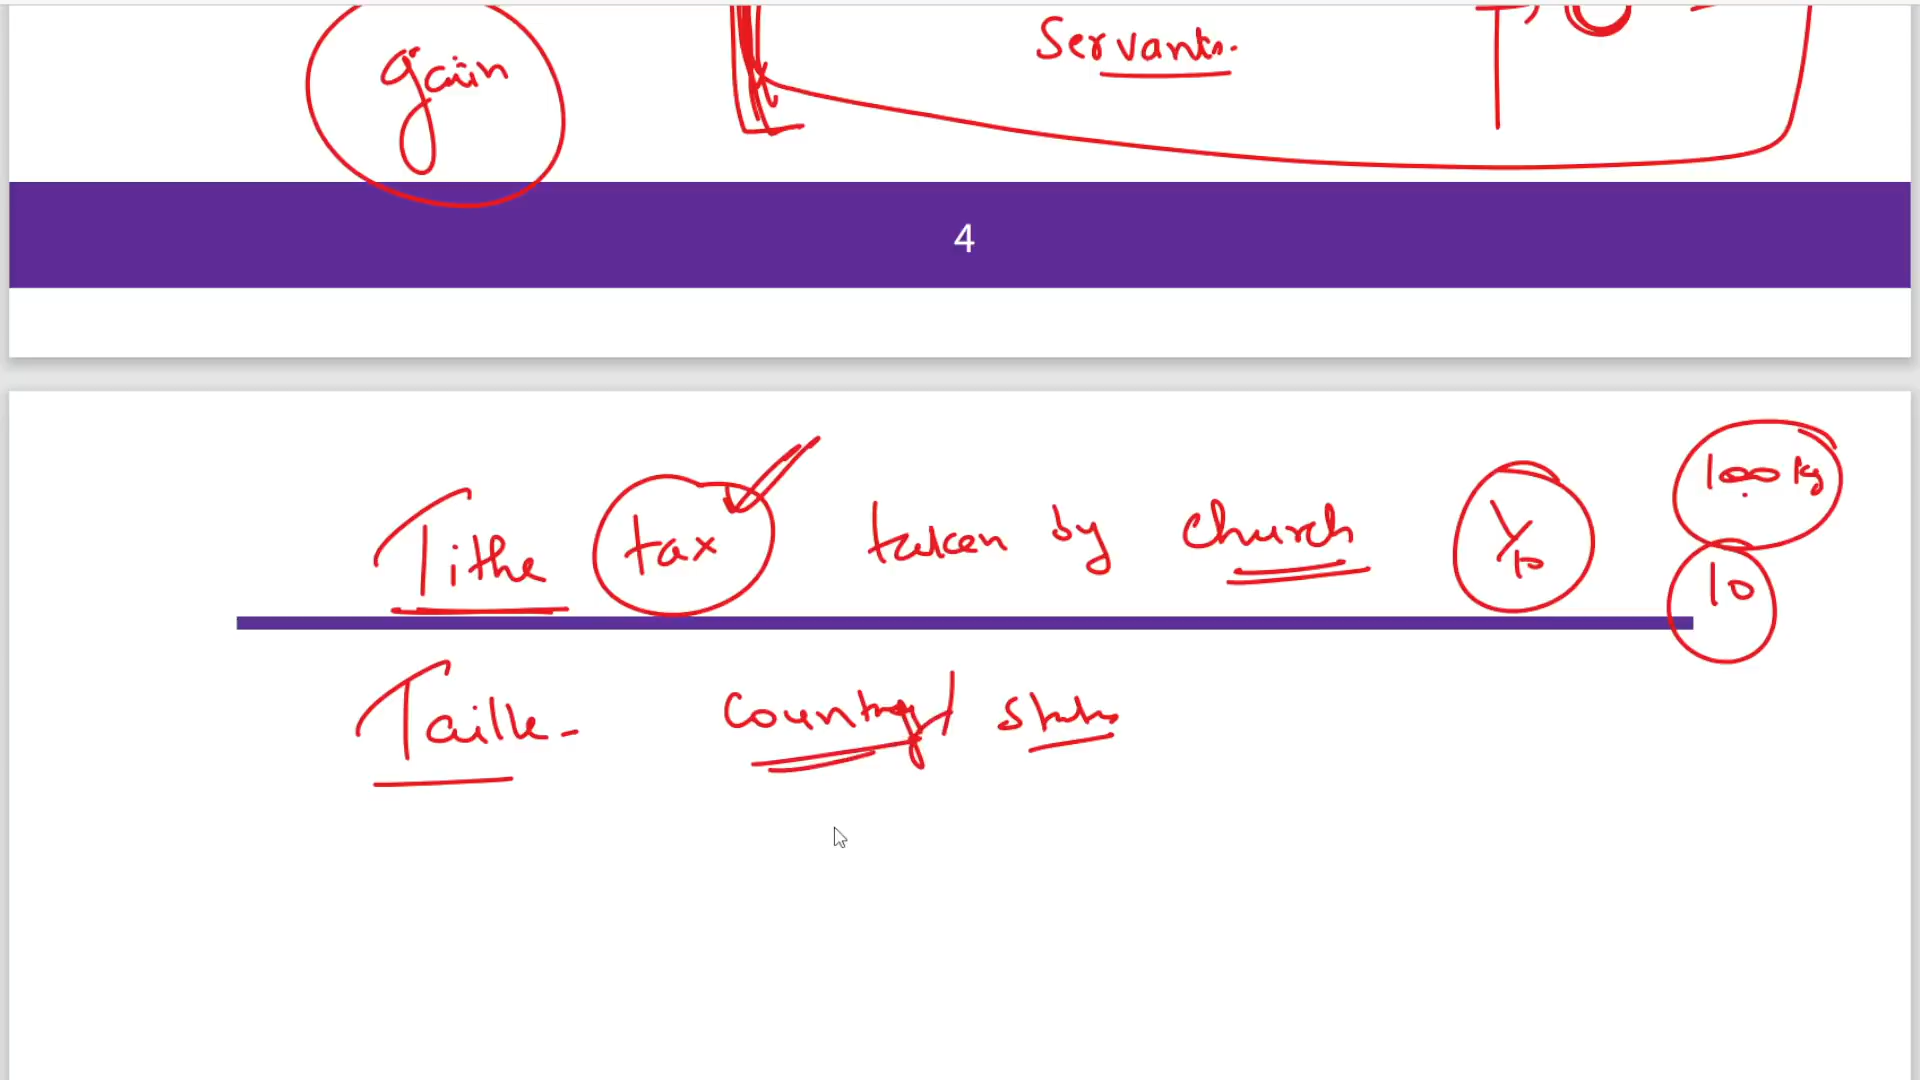 gain
Servants.
4
Tithe tax taken by church 1/10 100 kg
10
Taille - country / state